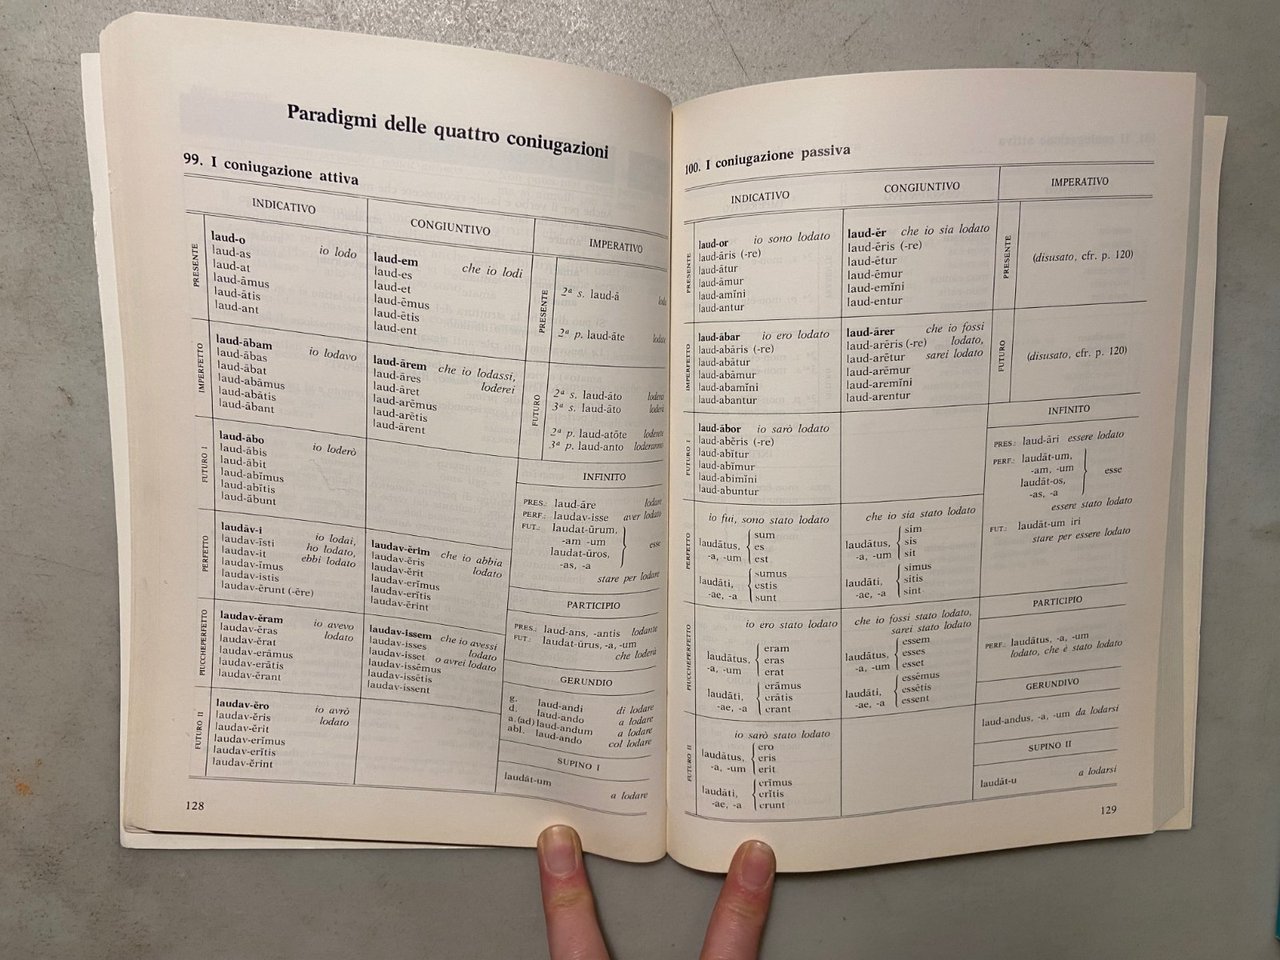 Paradigmi delle quattro coniugazioni
99. I coniugazione attiva
INDICATIVO
CONGIUNTIVO
IMPERATIVO
PRESENTE
laud-o io lodo
laud-as
laud-at
laud-āmus
laud-ātis
laud-ant
laud-em che io lodi
laud-es
laud-et
laud-ēmus
laud-ētis
laud-ent
PRESENTE
2ª s. laud-ā
2ª p. laud-āte
IMPERFETTO
laud-ābam io lodavo
laud-ābas
laud-ābat
laud-abāmus
laud-abātis
laud-ābant
laud-ārem che io lodassi,
laud-āres loderei
laud-āret
laud-arēmus
laud-arētis
laud-ārent
FUTURO
2ª s. laud-āto
3ª s. laud-āto
2ª p. laud-atōte
3ª p. laud-anto loderanno
FUTURO I
laud-ābo io loderò
laud-ābis
laud-ābit
laud-abĭmus
laud-abĭtis
laud-ābunt
INFINITO
PRES.: laud-āre lodare
PERF.: laudav-isse aver lodato
FUT.: laudat-ūrum,
-am -um
laudat-ūros, esse
-as, -a
stare per lodare
PERFETTO
laudāv-i io lodai,
laudav-īsti ho lodato,
laudav-it ebbi lodato
laudav-ĭmus
laudav-istis
laudav-ērunt (-ēre)
laudav-ĕrim che io abbia
laudav-ĕris lodato
laudav-ĕrit
laudav-erĭmus
laudav-erĭtis
laudav-ĕrint
PARTICIPIO
PRES.: laud-ans, -antis lodante
FUT.: laudat-ūrus, -a, -um
che loderà
PIUCCHEPERFETTO
laudav-ĕram io avevo
laudav-ĕras lodato
laudav-ĕrat
laudav-erāmus
laudav-erātis
laudav-ĕrant
laudav-issem che io avessi
laudav-isses lodato
laudav-isset o avrei lodato
laudav-issēmus
laudav-issētis
laudav-issent
GERUNDIO
g. laud-andi di lodare
d. laud-ando a lodare
a. (ad) laud-andum a lodare
abl. laud-ando col lodare
FUTURO II
laudav-ĕro io avrò
laudav-ĕris lodato
laudav-ĕrit
laudav-erĭmus
laudav-erĭtis
laudav-ĕrint
SUPINO I
laudāt-um
a lodare
128
100. I coniugazione passiva
INDICATIVO
CONGIUNTIVO
IMPERATIVO
PRESENTE
laud-or io sono lodato
laud-āris (-re)
laud-ātur
laud-āmur
laud-amĭni
laud-antur
laud-ĕr che io sia lodato
laud-ēris (-re)
laud-ētur
laud-ēmur
laud-emĭni
laud-entur
PRESENTE
(disusato, cfr. p. 120)
IMPERFETTO
laud-ābar io ero lodato
laud-abāris (-re)
laud-abātur
laud-abāmur
laud-abamĭni
laud-abantur
laud-ārer che io fossi
laud-arēris (-re) lodato,
laud-arētur sarei lodato
laud-arēmur
laud-aremĭni
laud-arentur
FUTURO
(disusato, cfr. p. 120)
FUTURO I
laud-ābor io sarò lodato
laud-abĕris (-re)
laud-abĭtur
laud-abĭmur
laud-abimĭni
laud-abuntur
INFINITO
PRES.: laud-āri essere lodato
PERF.: laudāt-um,
-am, -um
laudāt-os, esse
-as, -a
essere stato lodato
FUT.: laudāt-um iri
stare per essere lodato
PERFETTO
io fui, sono stato lodato
laudātus, sum
-a, -um es
est
laudāti, sumus
-ae, -a estis
sunt
che io sia stato lodato
laudātus, sim
-a, -um sis
sit
laudāti, simus
-ae, -a sitis
sint
PARTICIPIO
PERF.: laudātus, -a, -um
lodato, che è stato lodato
PIUCCHEPERFETTO
io ero stato lodato
laudātus, eram
-a, -um eras
erat
laudāti, erāmus
-ae, -a erātis
erant
che io fossi stato lodato,
sarei stato lodato
laudātus, essem
-a, -um esses
esset
laudāti, essēmus
-ae, -a essētis
essent
GERUNDIVO
laud-andus, -a, -um da lodarsi
FUTURO II
io sarò stato lodato
laudātus, ero
-a, -um eris
erit
laudāti, erĭmus
-ae, -a erĭtis
erunt
SUPINO II
laudāt-u a lodarsi
129